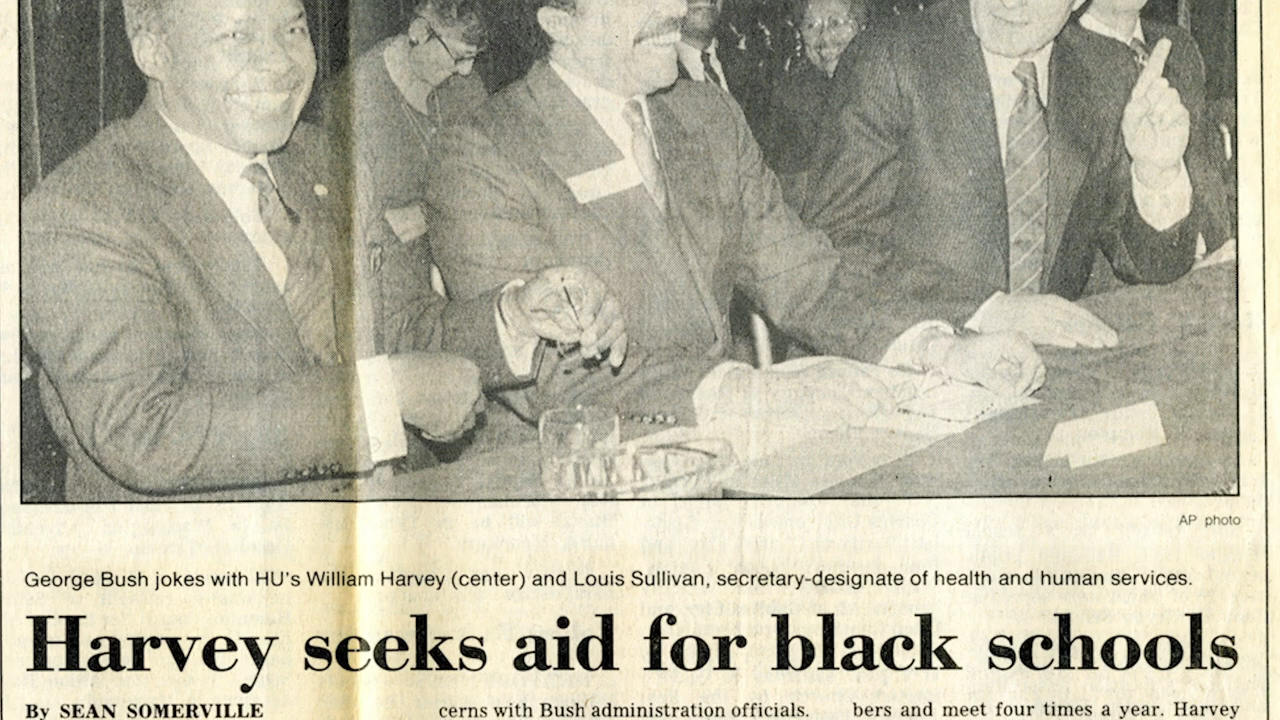 AP photo
George Bush jokes with HU's William Harvey (center) and Louis Sullivan, secretary-designate of health and human services.
Harvey seeks aid for black schools
By SEAN SOMERVILLE
cerns with Bush administration officials.
bers and meet four times a year. Harvey